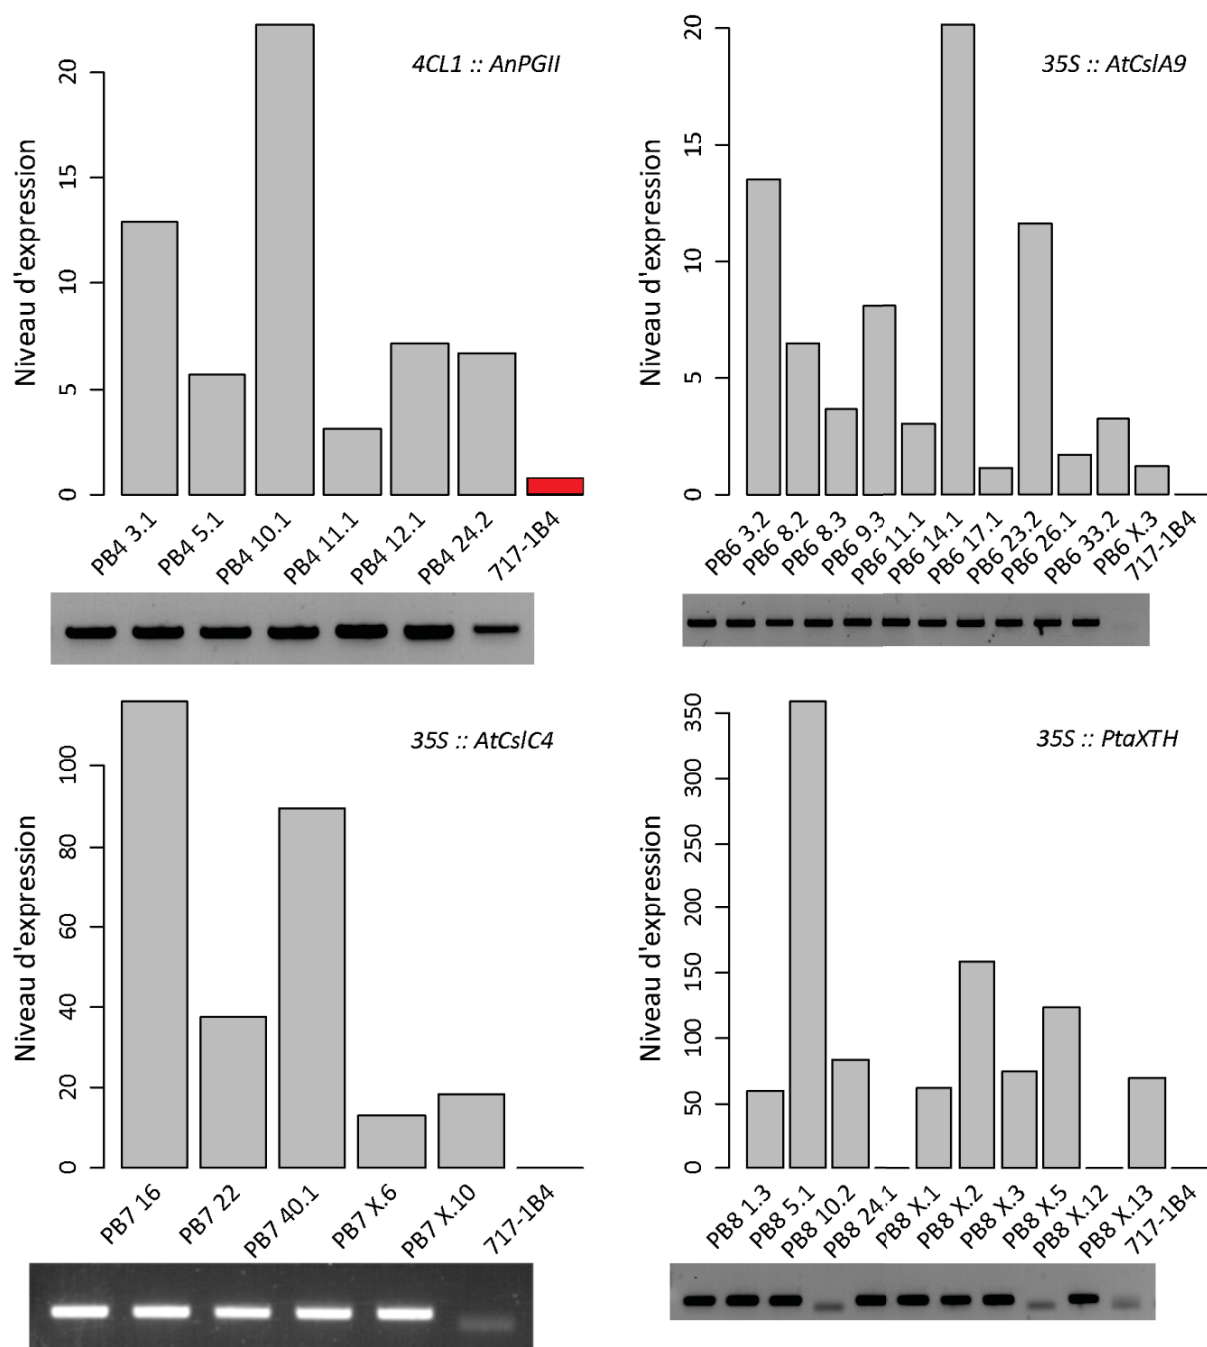 4CL1 :: AnPGII
Niveau d'expression
20
15
10
5
0
PB4 3.1
PB4 5.1
PB4 10.1
PB4 11.1
PB4 12.1
PB4 24.2
717-1B4
35S :: AtCslA9
Niveau d'expression
20
15
10
5
0
PB6 3.2
PB6 8.2
PB6 8.3
PB6 9.3
PB6 11.1
PB6 14.1
PB6 17.1
PB6 23.2
PB6 26.1
PB6 33.2
PB6 X.3
717-1B4
35S :: AtCslC4
Niveau d'expression
100
80
60
40
20
0
PB7 16
PB7 22
PB7 40.1
PB7 X.6
PB7 X.10
717-1B4
35S :: PtaXTH
Niveau d'expression
350
300
250
200
150
100
50
0
PB8 1.3
PB8 5.1
PB8 10.2
PB8 24.1
PB8 X.1
PB8 X.2
PB8 X.3
PB8 X.5
PB8 X.12
PB8 X.13
717-1B4